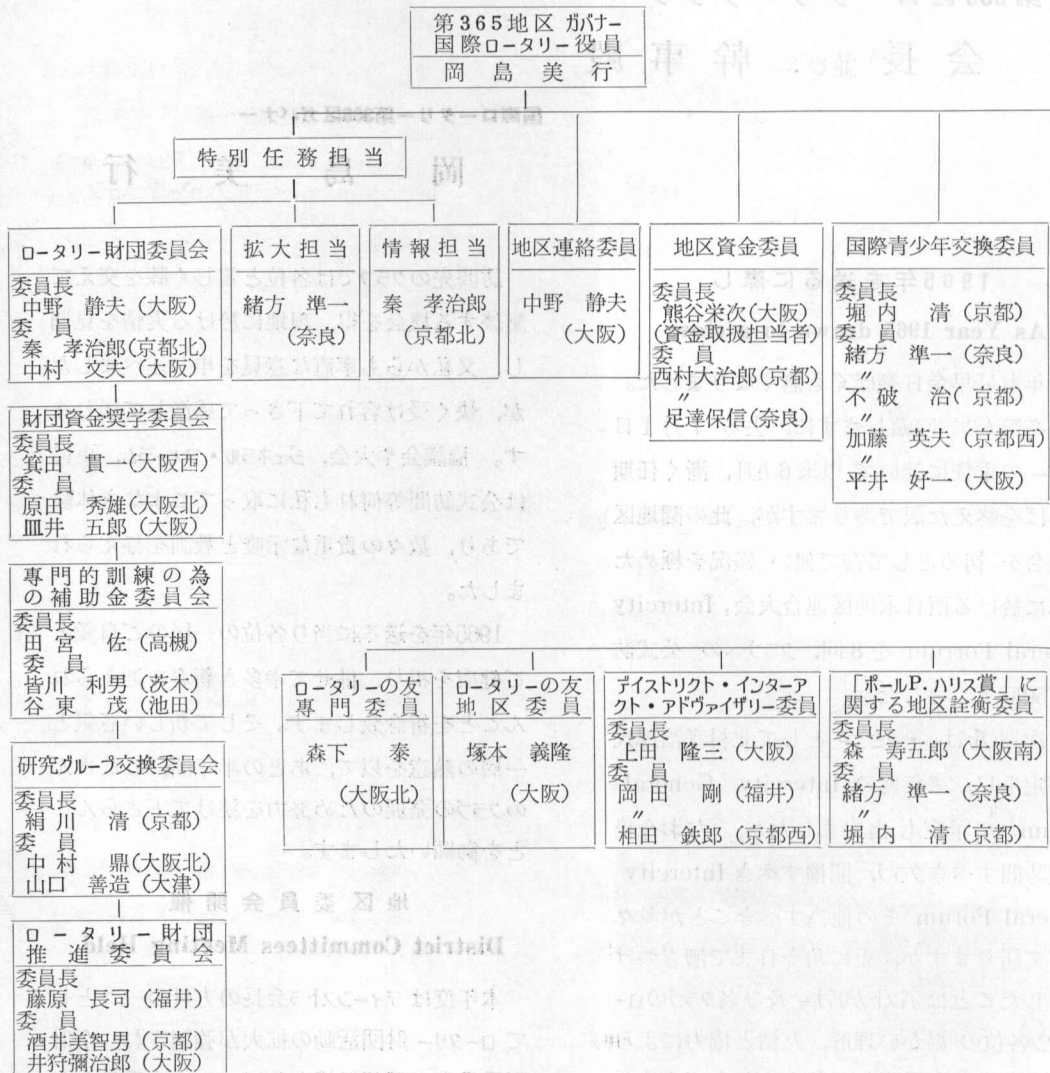 第365地区 ガバナー
国際ロータリー役員
岡島美行
特別任務担当
ロータリー財団委員会
委員長
中野 静夫(大阪)
委員
秦 孝治郎(京都北)
中村 文夫(大阪)
財団資金奨学委員会
委員長
箕田 貫一(大阪西)
委員
原田 秀雄(大阪北)
皿井 五郎(大阪)
専門的訓練の為
の補助金委員会
委員長
田宮 佐(高槻)
委員
皆川 利男(茨木)
谷 東 茂(池田)
研究グループ交換委員会
委員長
絹川 清(京都)
委員
中村 鼎(大阪北)
山口 善造(大津)
ロータリー財団
推進委員会
委員長
藤原 長司(福井)
委員
酒井美智男(京都)
井狩彌治郎(大阪)
拡大担当
緒方 準一
(奈良)
情報担当
秦 孝治郎
(京都北)
地区連絡委員
中野 静夫
(大阪)
地区資金委員
委員長
熊谷栄次(大阪)
(資金取扱担当者)
委員
西村大治郎(京都)
〃
足達保信(奈良)
国際青少年交換委員
委員長
堀内 清(京都)
委員
緒方 準一(奈良)
〃
不破 治(京都)
〃
加藤 英夫(京都西)
〃
平井 好一(大阪)
ロータリーの友
専門委員
森下 泰
(大阪北)
ロータリーの友
地区委員
塚本 義隆
(大阪)
デイストリクト・インターア
クト・アドヴァイザリー委員
委員長
上田 隆三(大阪)
委員
岡田 剛(福井)
〃
相田 鉄郎(京都西)
「ポールP.ハリス賞」に
関する地区詮衡委員
委員長
森 寿五郎(大阪南)
委員
緒方 準一(奈良)
〃
堀内 清(京都)